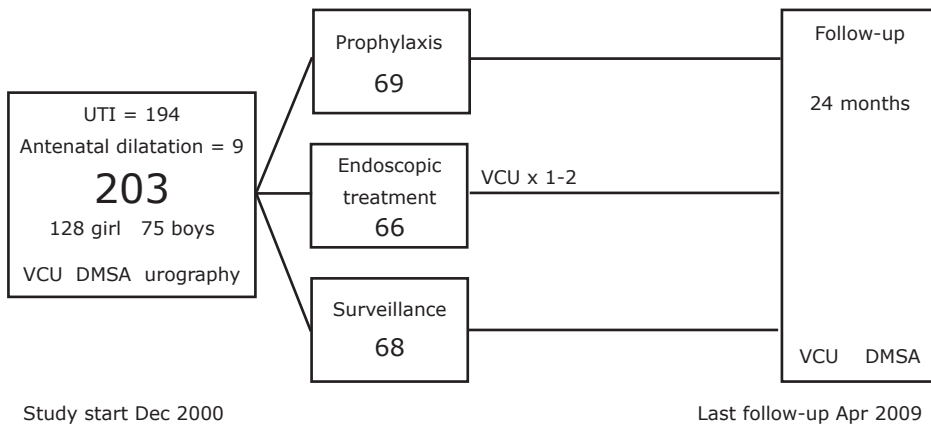 UTI = 194
Antenatal dilatation = 9
203
128 girl 75 boys
VCU DMSA urography
Prophylaxis
69
Endoscopic
treatment
66
Surveillance
68
VCU x 1-2
Follow-up
24 months
VCU DMSA
Study start Dec 2000
Last follow-up Apr 2009